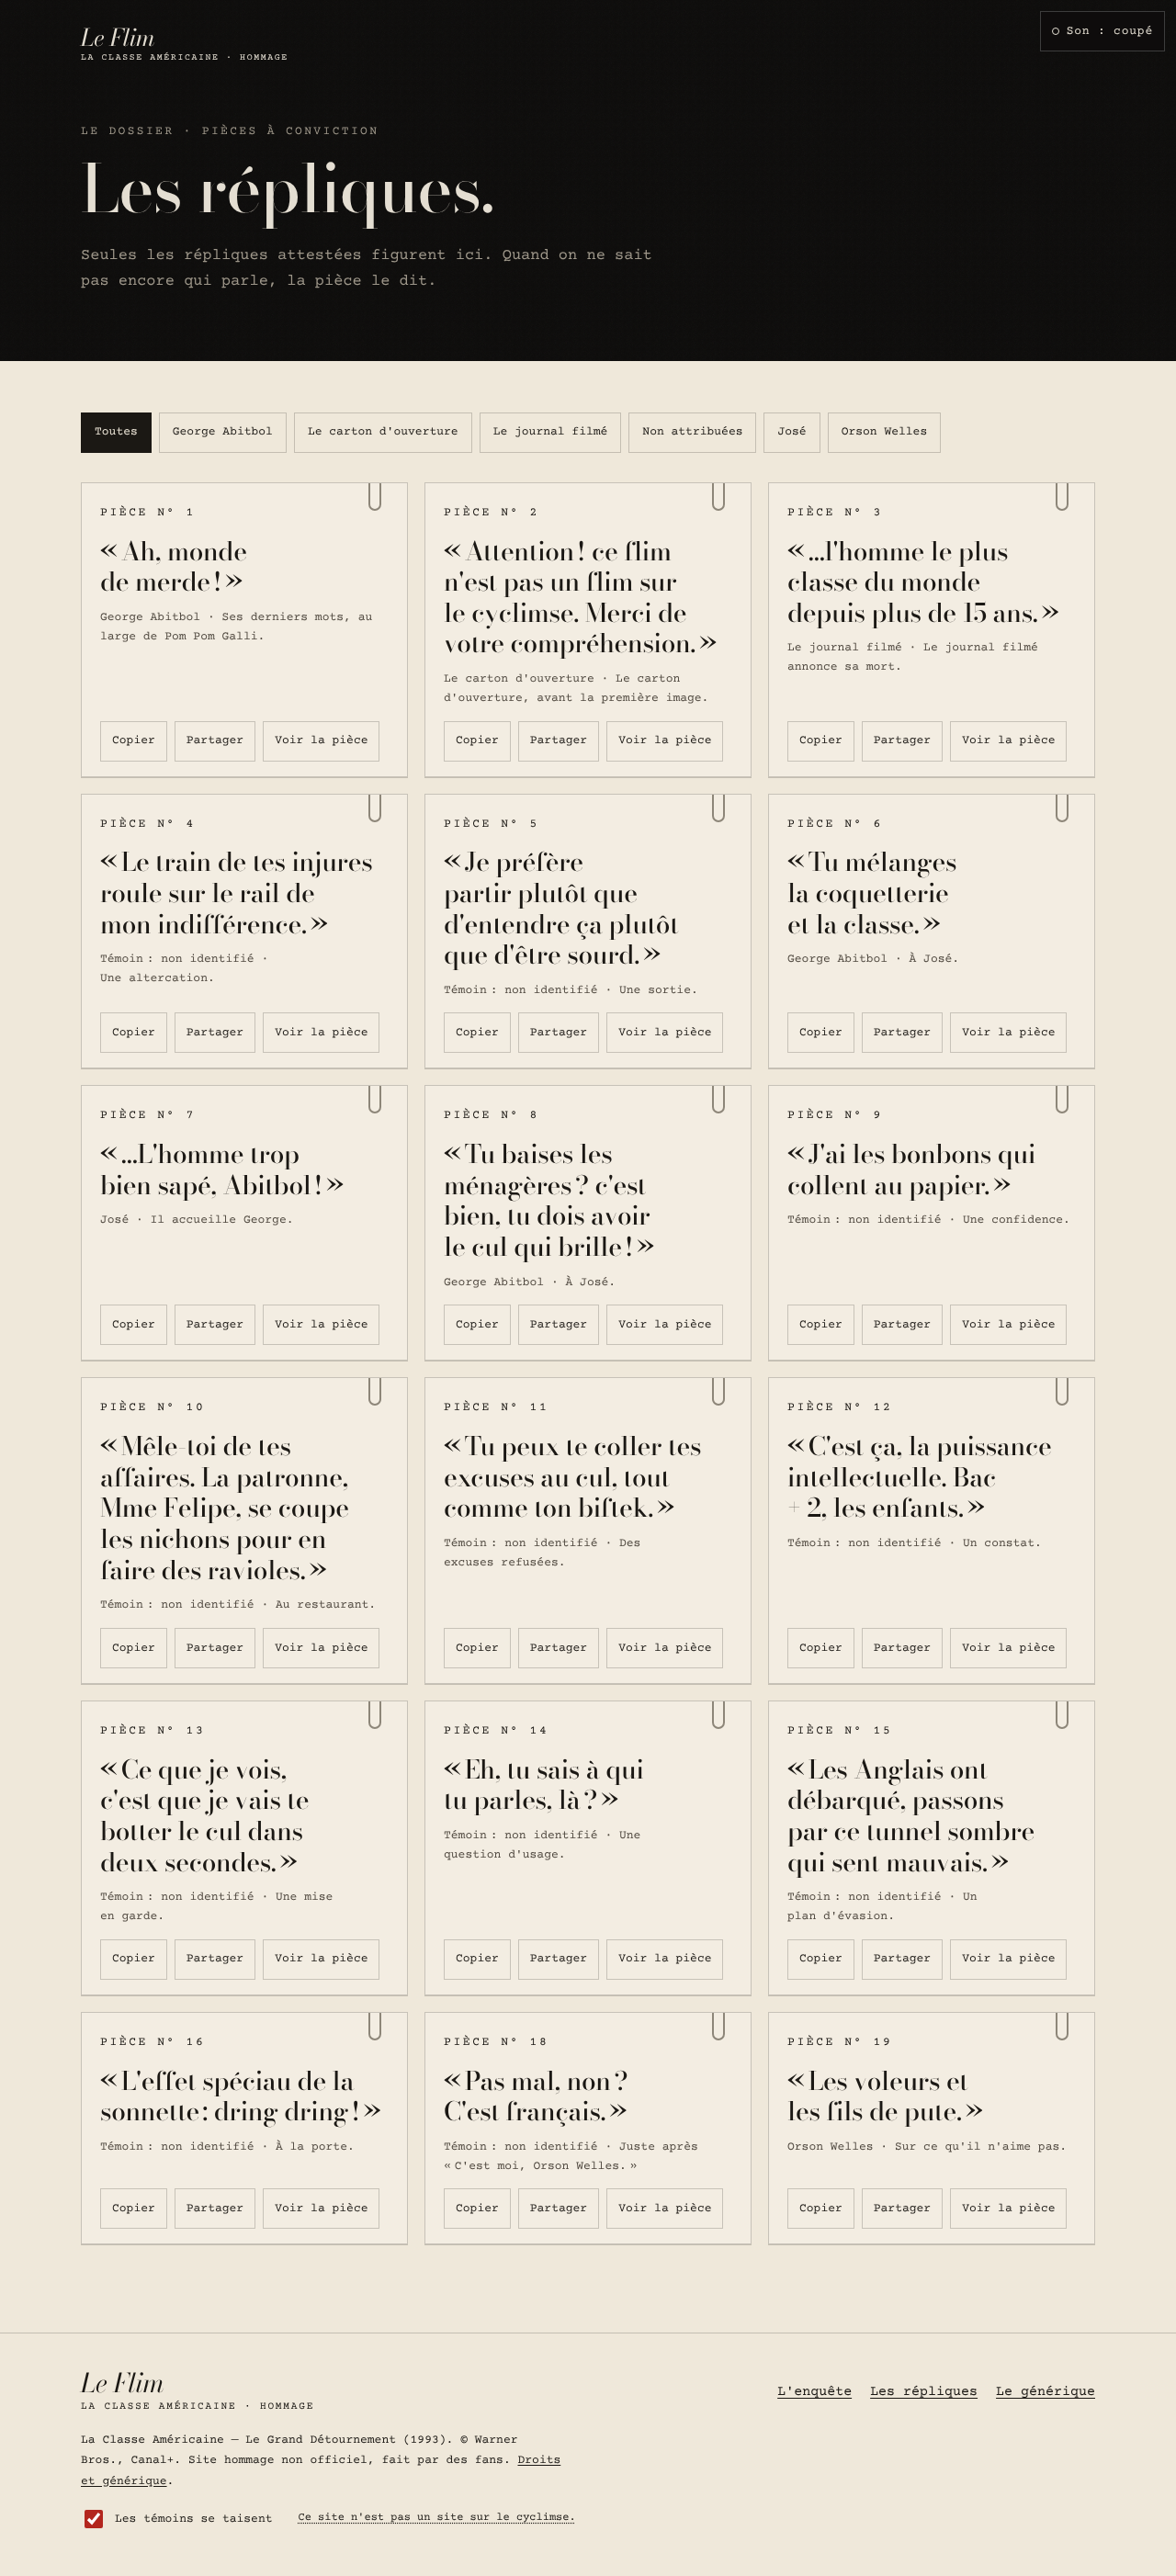 Le Flim
LA CLASSE AMÉRICAINE · HOMMAGE
○ Son : coupé
LE DOSSIER · PIÈCES À CONVICTION
Les répliques.
Seules les répliques attestées figurent ici. Quand on ne sait
pas encore qui parle, la pièce le dit.
Toutes
George Abitbol
Le carton d'ouverture
Le journal filmé
Non attribuées
José
Orson Welles
PIÈCE N° 1
« Ah, monde
de merde ! »
George Abitbol · Ses derniers mots, au
large de Pom Pom Galli.
Copier
Partager
Voir la pièce
PIÈCE N° 2
« Attention ! ce flim
n'est pas un flim sur
le cyclimse. Merci de
votre compréhension. »
Le carton d'ouverture · Le carton
d'ouverture, avant la première image.
Copier
Partager
Voir la pièce
PIÈCE N° 3
« ...l'homme le plus
classe du monde
depuis plus de 15 ans. »
Le journal filmé · Le journal filmé
annonce sa mort.
Copier
Partager
Voir la pièce
PIÈCE N° 4
« Le train de tes injures
roule sur le rail de
mon indifférence. »
Témoin : non identifié ·
Une altercation.
Copier
Partager
Voir la pièce
PIÈCE N° 5
« Je préfère
partir plutôt que
d'entendre ça plutôt
que d'être sourd. »
Témoin : non identifié · Une sortie.
Copier
Partager
Voir la pièce
PIÈCE N° 6
« Tu mélanges
la coquetterie
et la classe. »
George Abitbol · À José.
Copier
Partager
Voir la pièce
PIÈCE N° 7
« ...L'homme trop
bien sapé, Abitbol ! »
José · Il accueille George.
Copier
Partager
Voir la pièce
PIÈCE N° 8
« Tu baises les
ménagères ? c'est
bien, tu dois avoir
le cul qui brille ! »
George Abitbol · À José.
Copier
Partager
Voir la pièce
PIÈCE N° 9
« J'ai les bonbons qui
collent au papier. »
Témoin : non identifié · Une confidence.
Copier
Partager
Voir la pièce
PIÈCE N° 10
« Mêle-toi de tes
affaires. La patronne,
Mme Felipe, se coupe
les nichons pour en
faire des ravioles. »
Témoin : non identifié · Au restaurant.
Copier
Partager
Voir la pièce
PIÈCE N° 11
« Tu peux te coller tes
excuses au cul, tout
comme ton biftek. »
Témoin : non identifié · Des
excuses refusées.
Copier
Partager
Voir la pièce
PIÈCE N° 12
« C'est ça, la puissance
intellectuelle. Bac
+ 2, les enfants. »
Témoin : non identifié · Un constat.
Copier
Partager
Voir la pièce
PIÈCE N° 13
« Ce que je vois,
c'est que je vais te
botter le cul dans
deux secondes. »
Témoin : non identifié · Une mise
en garde.
Copier
Partager
Voir la pièce
PIÈCE N° 14
« Eh, tu sais à qui
tu parles, là ? »
Témoin : non identifié · Une
question d'usage.
Copier
Partager
Voir la pièce
PIÈCE N° 15
« Les Anglais ont
débarqué, passons
par ce tunnel sombre
qui sent mauvais. »
Témoin : non identifié · Un
plan d'évasion.
Copier
Partager
Voir la pièce
PIÈCE N° 16
« L'effet spéciau de la
sonnette : dring dring ! »
Témoin : non identifié · À la porte.
Copier
Partager
Voir la pièce
PIÈCE N° 18
« Pas mal, non ?
C'est français. »
Témoin : non identifié · Juste après
« C'est moi, Orson Welles. »
Copier
Partager
Voir la pièce
PIÈCE N° 19
« Les voleurs et
les fils de pute. »
Orson Welles · Sur ce qu'il n'aime pas.
Copier
Partager
Voir la pièce
Le Flim
LA CLASSE AMÉRICAINE · HOMMAGE
L'enquête
Les répliques
Le générique
La Classe Américaine — Le Grand Détournement (1993). © Warner
Bros., Canal+. Site hommage non officiel, fait par des fans. Droits
et générique.
Les témoins se taisent
Ce site n'est pas un site sur le cyclimse.